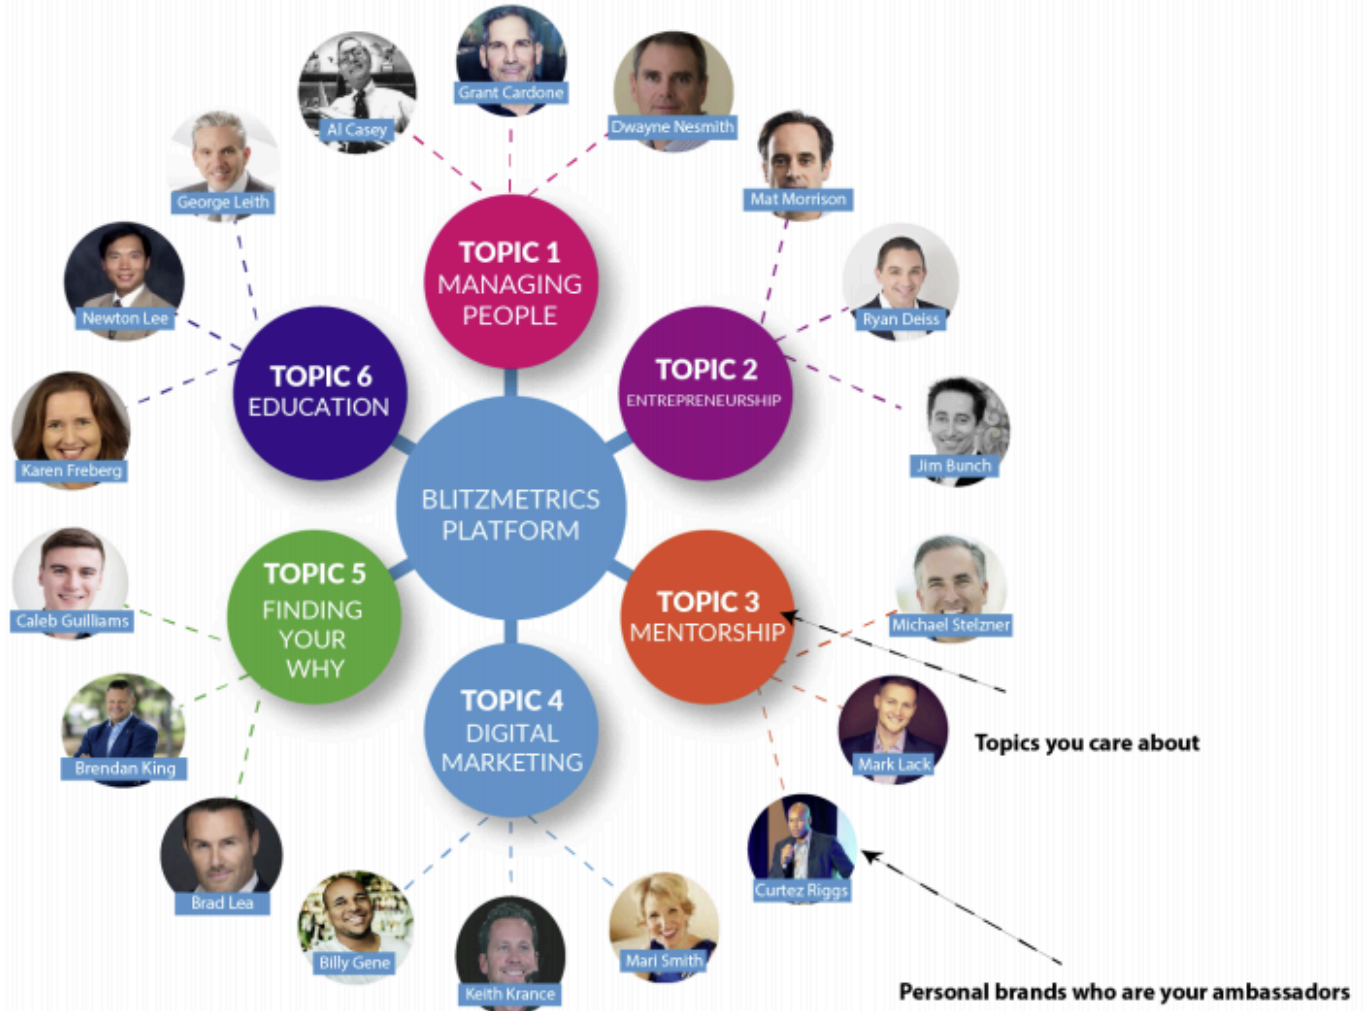 Grant Cardone
Al Casey
Dwayne Nesmith
George Leith
Mat Morrison
TOPIC 1
MANAGING
PEOPLE
Newton Lee
Ryan Deiss
TOPIC 6
EDUCATION
TOPIC 2
ENTREPRENEURSHIP
Karen Freberg
Jim Bunch
BLITZMETRICS
PLATFORM
Caleb Guilliams
TOPIC 5
FINDING
YOUR
WHY
TOPIC 3
MENTORSHIP
Michael Stelzner
TOPIC 4
DIGITAL
MARKETING
Topics you care about
Brendan King
Mark Lack
Brad Lea
Curtez Riggs
Billy Gene
Keith Krance
Mari Smith
Personal brands who are your ambassadors